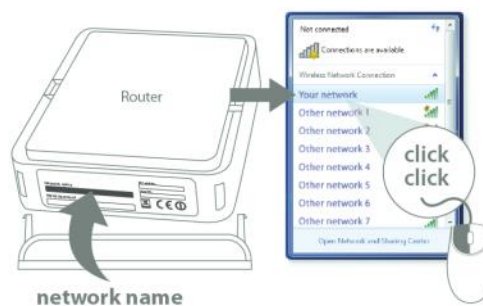 Router
network name
Not connected
Connections are available
Wireless Network Connection
Your network
Other network 1
Other network 2
Other network 3
Other network 4
Other network 5
Other network 6
Other network 7
Open Network and Sharing Center
click
click